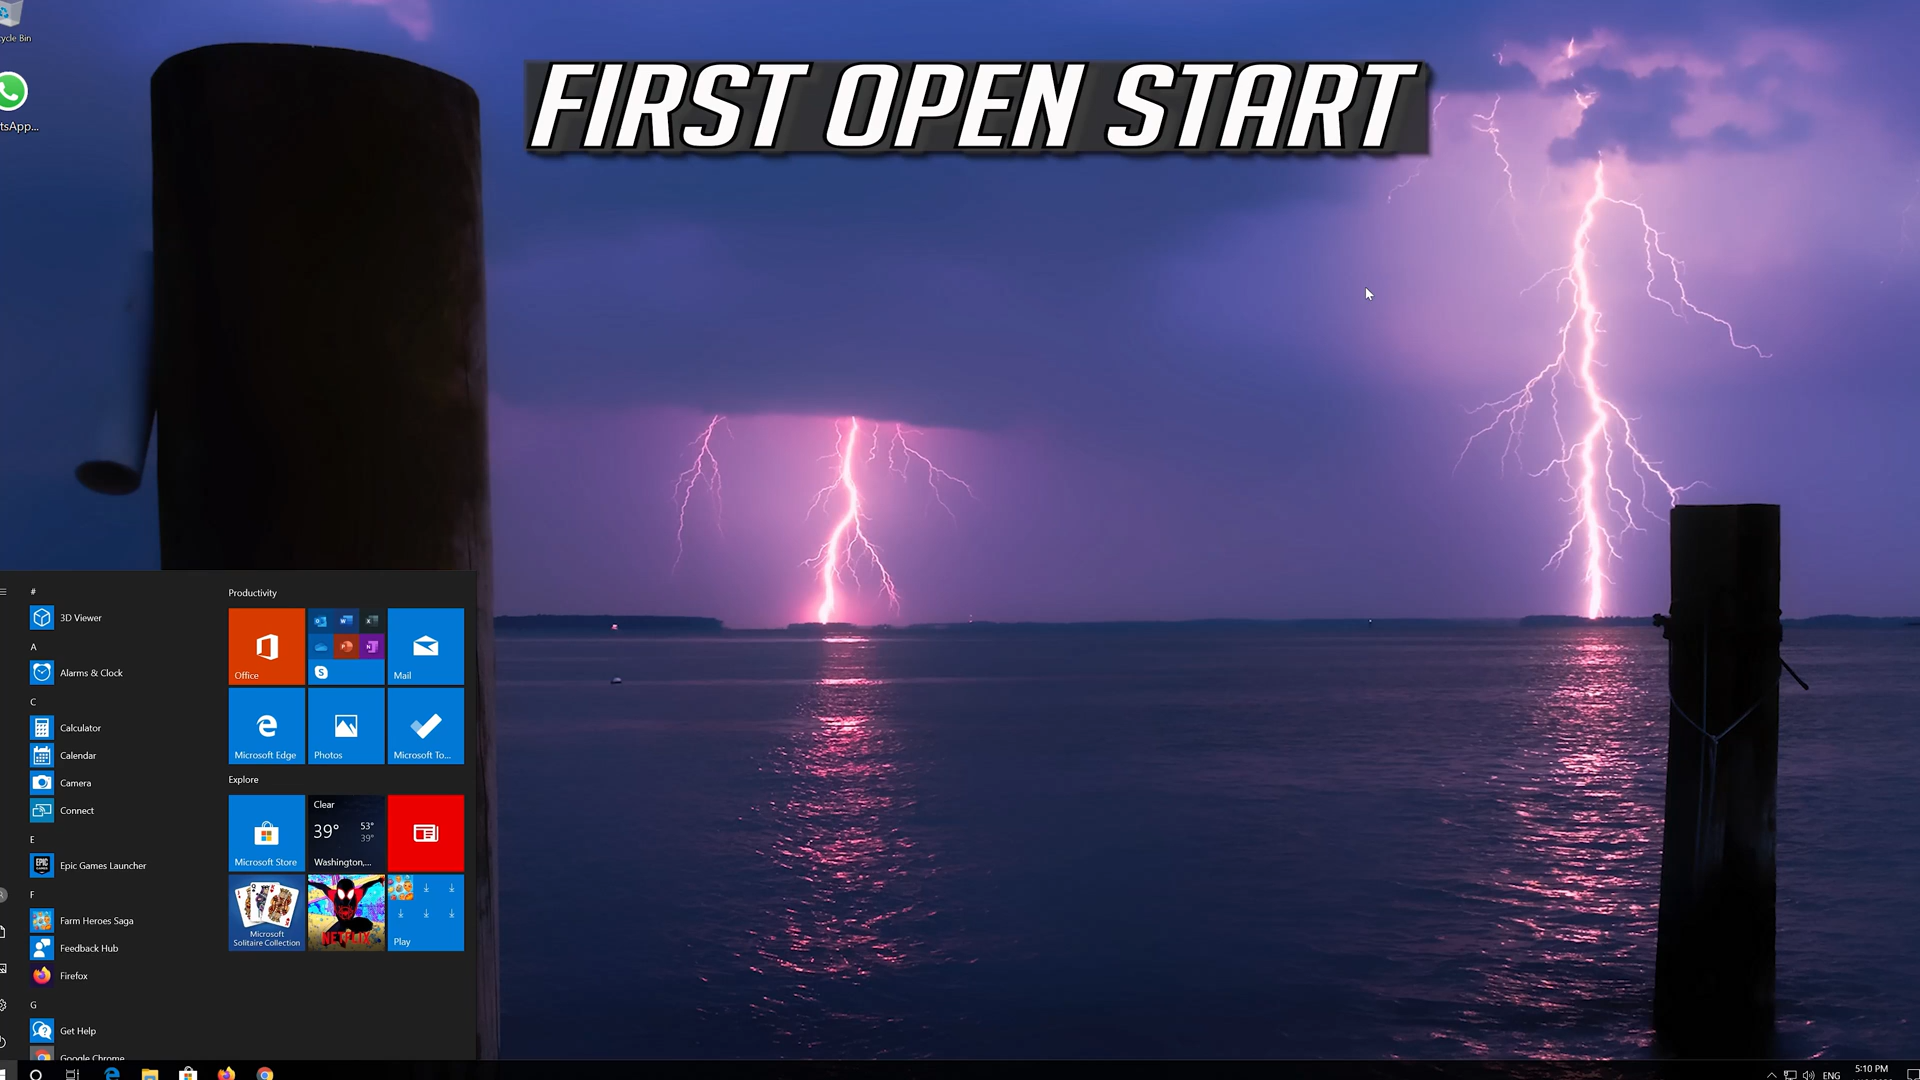 cycle Bin
tsApp...
FIRST OPEN START
#
3D Viewer
A
Alarms & Clock
C
Calculator
Calendar
Camera
Connect
E
Epic Games Launcher
F
Farm Heroes Saga
Feedback Hub
Firefox
G
Get Help
Google Chrome
Productivity
Office
Mail
Microsoft Edge
Photos
Microsoft To...
Explore
Microsoft Store
Clear
39° 53°
39°
Washington,...
Microsoft
Solitaire Collection
NETFLIX
Play
ENG
5:10 PM